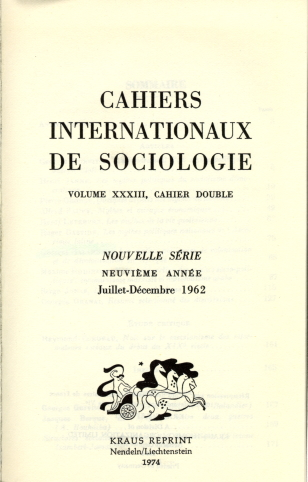 CAHIERS
INTERNATIONAUX
DE SOCIOLOGIE
VOLUME XXXIII, CAHIER DOUBLE
NOUVELLE SÉRIE
NEUVIÈME ANNÉE
Juillet-Décembre 1962
KRAUS REPRINT
Nendeln/Liechtenstein
1974